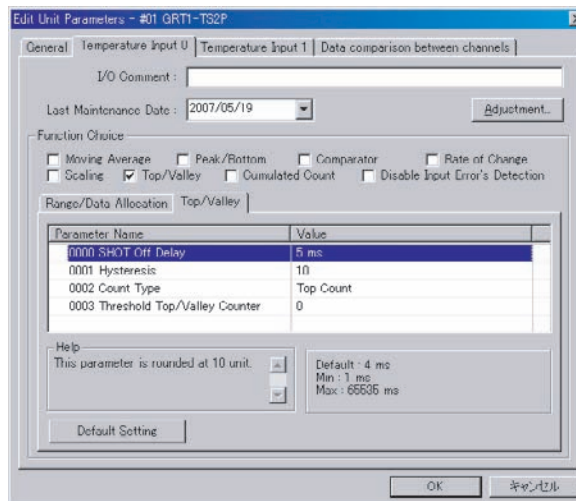 Edit Unit Parameters - #01 GRT1-TS2P
General Temperature Input 0 Temperature Input 1 Data comparison between channels
I/O Comment :
Last Maintenance Date : 2007/05/19 Adjustment...
Function Choice
Moving Average Peak/Bottom Comparator Rate of Change
Scaling Top/Valley Cumulated Count Disable Input Error's Detection
Range/Data Allocation Top/Valley
Parameter Name Value
0000 SHOT Off Delay 5 ms
0001 Hysteresis 10
0002 Count Type Top Count
0003 Threshold Top/Valley Counter 0
Help
This parameter is rounded at 10 unit.
Default : 4 ms
Min : 1 ms
Max : 65535 ms
Default Setting
OK キャンセル